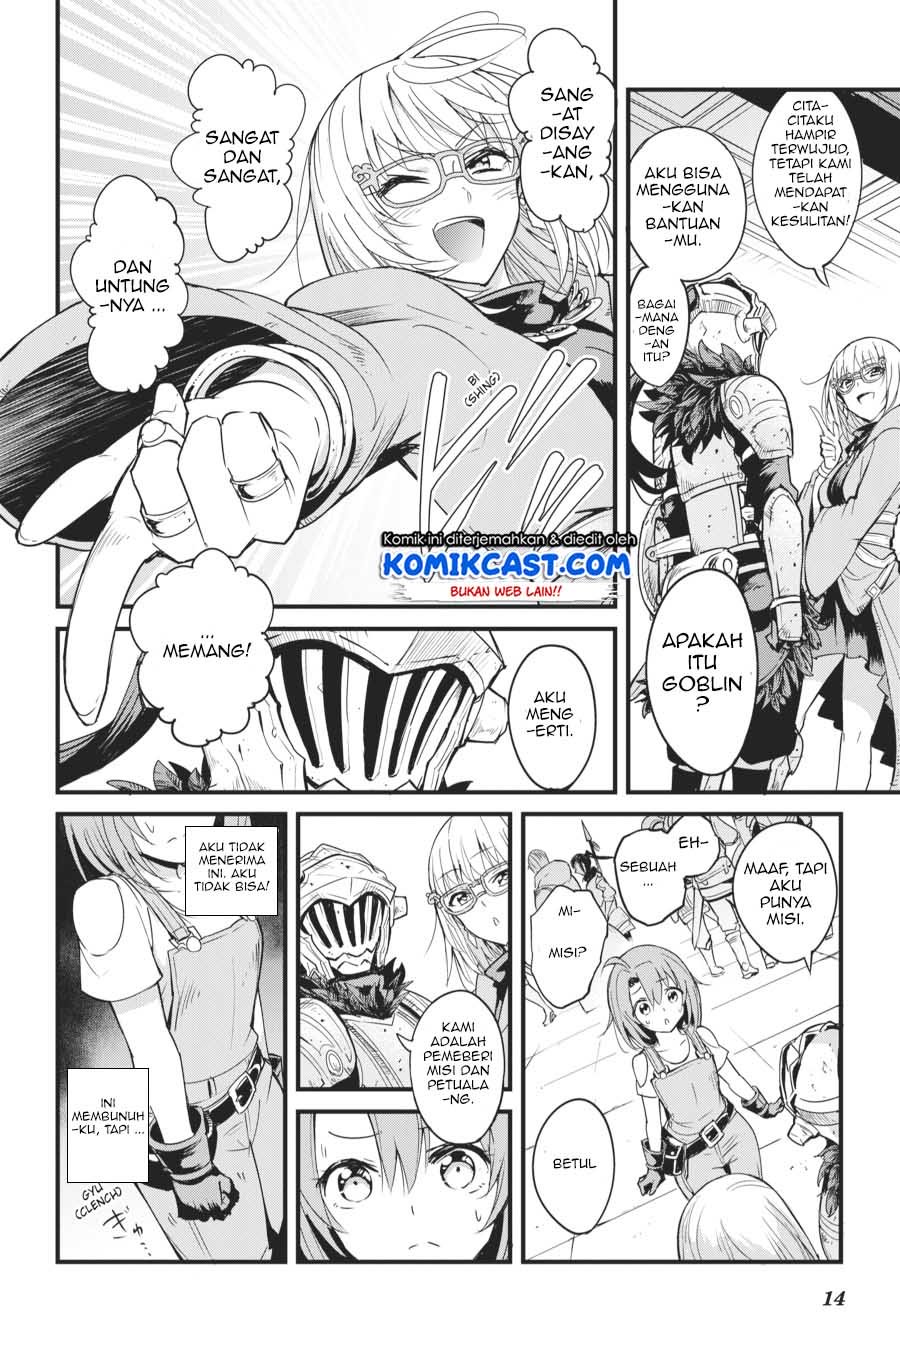 CITA-
CITAKU
HAMPIR
TERWUJUD,
TETAPI KAMI
TELAH
MENDAPAT
-KAN
KESULITAN!
AKU BISA
MENGGUNA
-KAN
BANTUAN
-MU.
BAGAI
-MANA
DENG
-AN
ITU?
APAKAH
ITU
GOBLIN
?
SANG
-AT
DISAY
-ANG
-KAN,
SANGAT
DAN
SANGAT,
DAN
UNTUNG
-NYA ...
BI
(SHING)
Komik ini diterjemahkan & diedit oleh
KOMIKCAST.COM
BUKAN WEB LAIN!!
...
MEMANG!
AKU
MENG
-ERTI.
MAAF, TAPI
AKU
PUNYA
MISI.
EH-
SEBUAH
...
MI-
MISI?
BETUL
KAMI
ADALAH
PEMEBERI
MISI DAN
PETUALA-
NG.
AKU TIDAK
MENERIMA
INI. AKU
TIDAK BISA!
INI
MEMBUNUH
-KU, TAPI ...
GYU
(CLENCH)
ぎゅっ
14